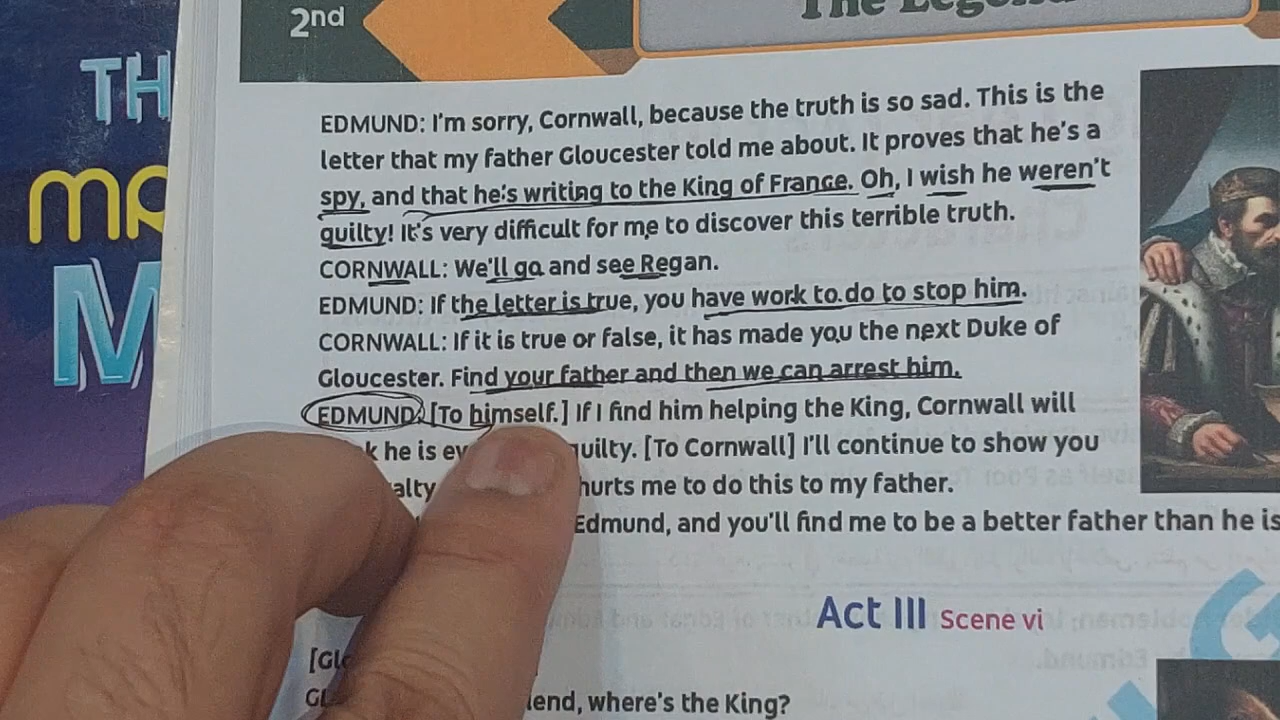 2nd
The Legend
TH
EDMUND: I'm sorry, Cornwall, because the truth is so sad. This is the
letter that my father Gloucester told me about. It proves that he's a
spy, and that he's writing to the King of France. Oh, I wish he weren't
guilty! It's very difficult for me to discover this terrible truth.
CORNWALL: We'll go and see Regan.
EDMUND: If the letter is true, you have work to do to stop him.
CORNWALL: If it is true or false, it has made you the next Duke of
Gloucester. Find your father and then we can arrest him.
EDMUND: [To himself.] If I find him helping the King, Cornwall will
he is guilty. [To Cornwall] I'll continue to show you
hurts me to do this to my father.
Edmund, and you'll find me to be a better father than he is
Act III Scene vi
where's the King?